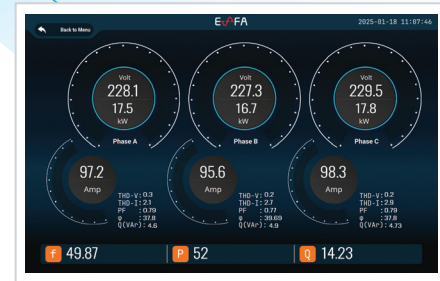 Back to Menu
E FA
2025-01-18 11:07:46
Volt
228.1
17.5
kW
Phase A
Volt
227.3
16.7
kW
Phase B
Volt
229.5
17.8
kW
Phase C
97.2
Amp
THD-V: 0.3
THD-I: 2.1
PF : 0.79
φ : 37.8
Q(VAr): 4.6
95.6
Amp
THD-V: 0.2
THD-I: 2.7
PF : 0.77
φ : 39.69
Q(VAr): 4.9
98.3
Amp
THD-V: 0.2
THD-I: 2.9
PF : 0.79
φ : 37.8
Q(VAr): 4.73
f 49.87
P 52
Q 14.23